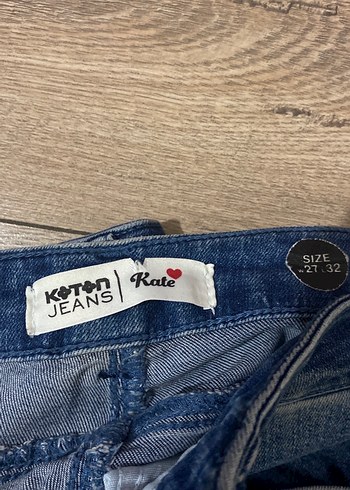 KOTON
JEANS
Kate
SIZE
27 32